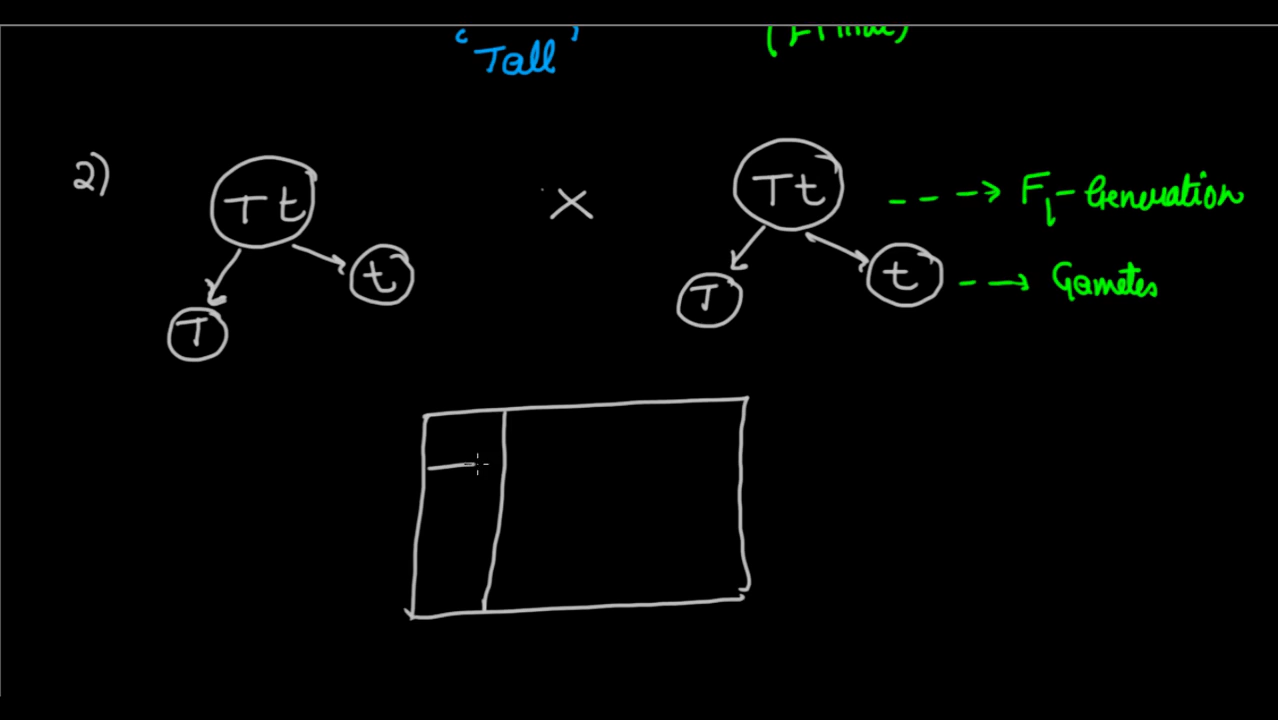 'Tall'
2) Tt × Tt ---> F₁-Generation
T t T t --> Gametes